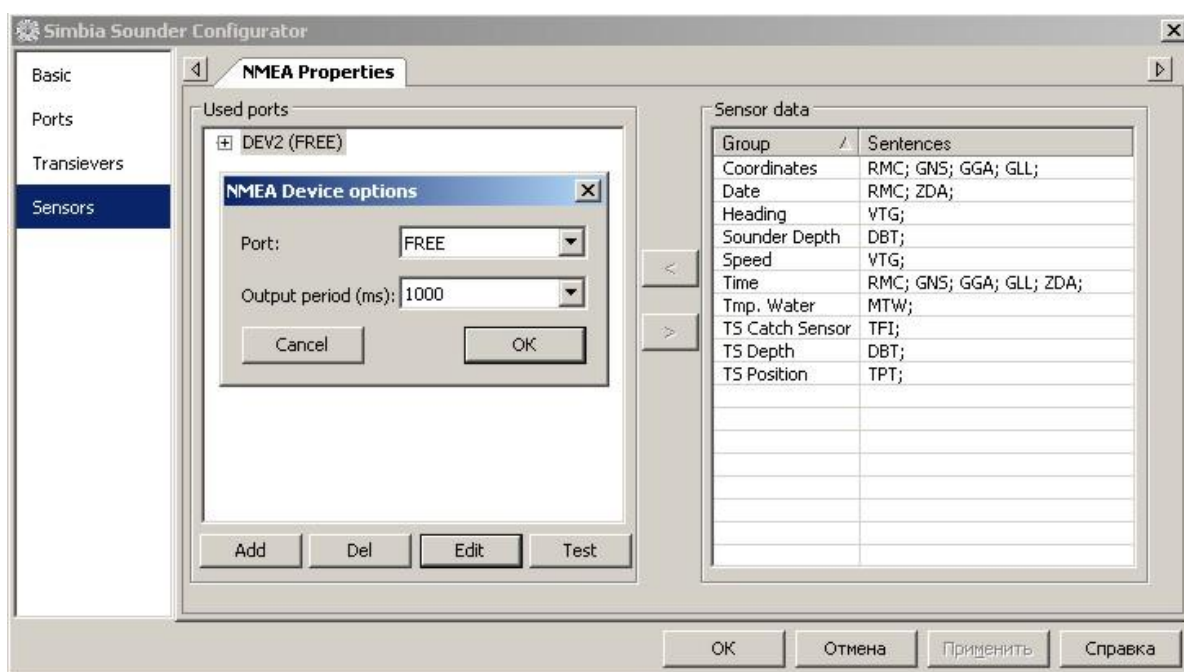 Simbia Sounder Configurator
Basic
Ports
Transievers
Sensors
NMEA Properties
Used ports
DEV2 (FREE)
NMEA Device options
Port: FREE
Output period (ms): 1000
Cancel OK
Add Del Edit Test
< 
>
Sensor data
Group Sentences
Coordinates RMC; GNS; GGA; GLL;
Date RMC; ZDA;
Heading VTG;
Sounder Depth DBT;
Speed VTG;
Time RMC; GNS; GGA; GLL; ZDA;
Tmp. Water MTW;
TS Catch Sensor TFI;
TS Depth DBT;
TS Position TPT;
OK Отмена Применить Справка